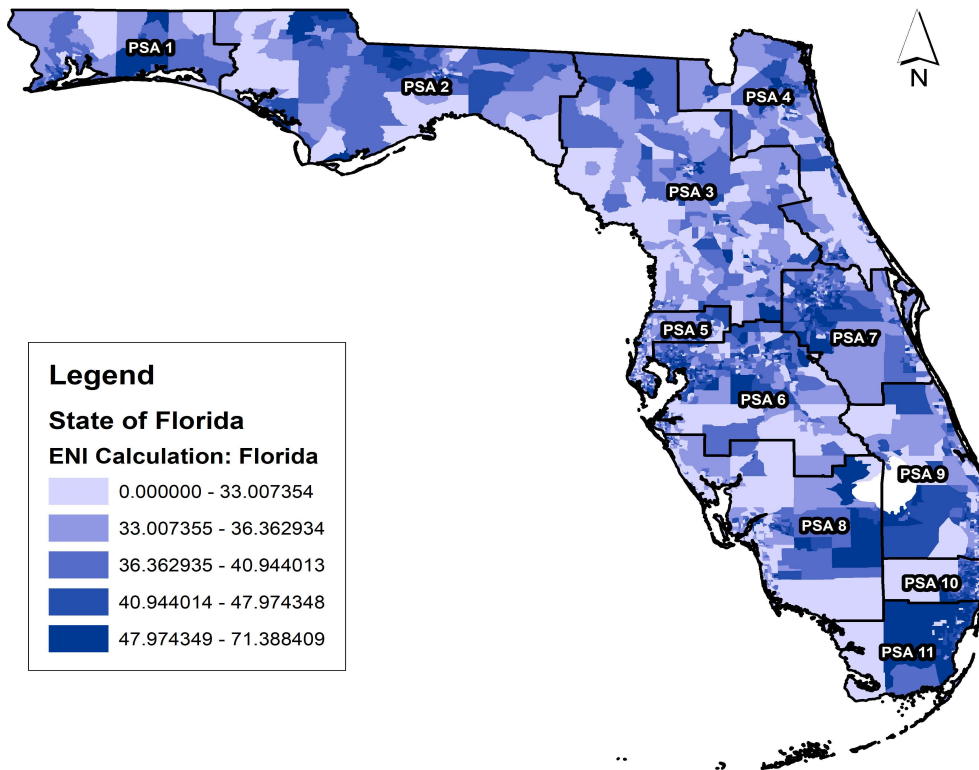 PSA 1
PSA 2
PSA 4
N
PSA 3
PSA 5
PSA 7
PSA 6
PSA 9
PSA 8
PSA 10
PSA 11
Legend
State of Florida
ENI Calculation: Florida
0.000000 - 33.007354
33.007355 - 36.362934
36.362935 - 40.944013
40.944014 - 47.974348
47.974349 - 71.388409